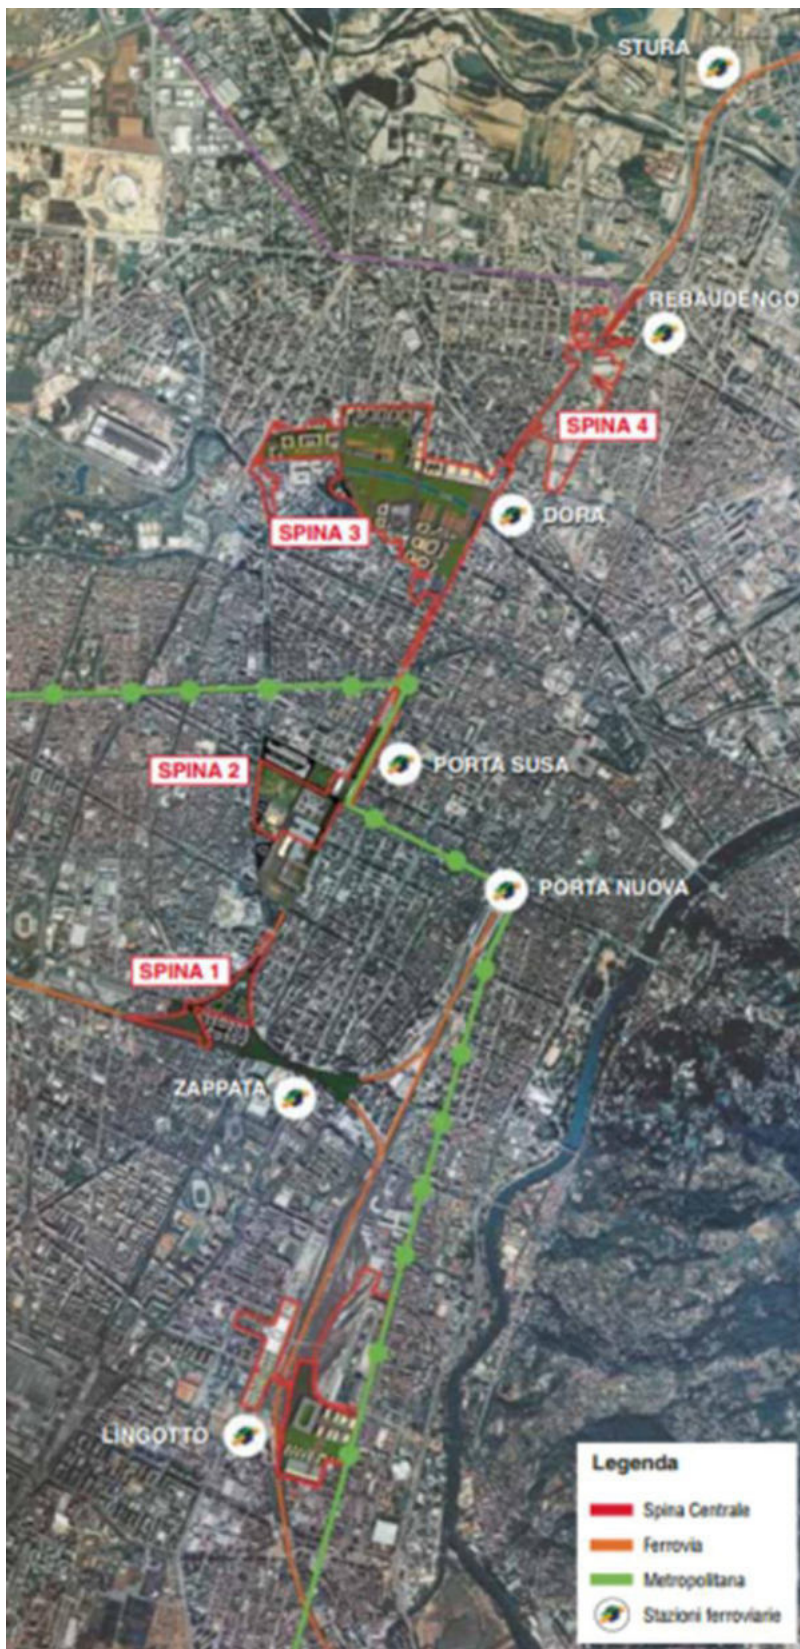 STURA
REBAUDENGO
SPINA 4
DORA
SPINA 3
SPINA 2
PORTA SUSA
PORTA NUOVA
SPINA 1
ZAPPATA
LINGOTTO
Legenda
Spina Centrale
Ferrovia
Metropolitana
Stazioni ferroviarie